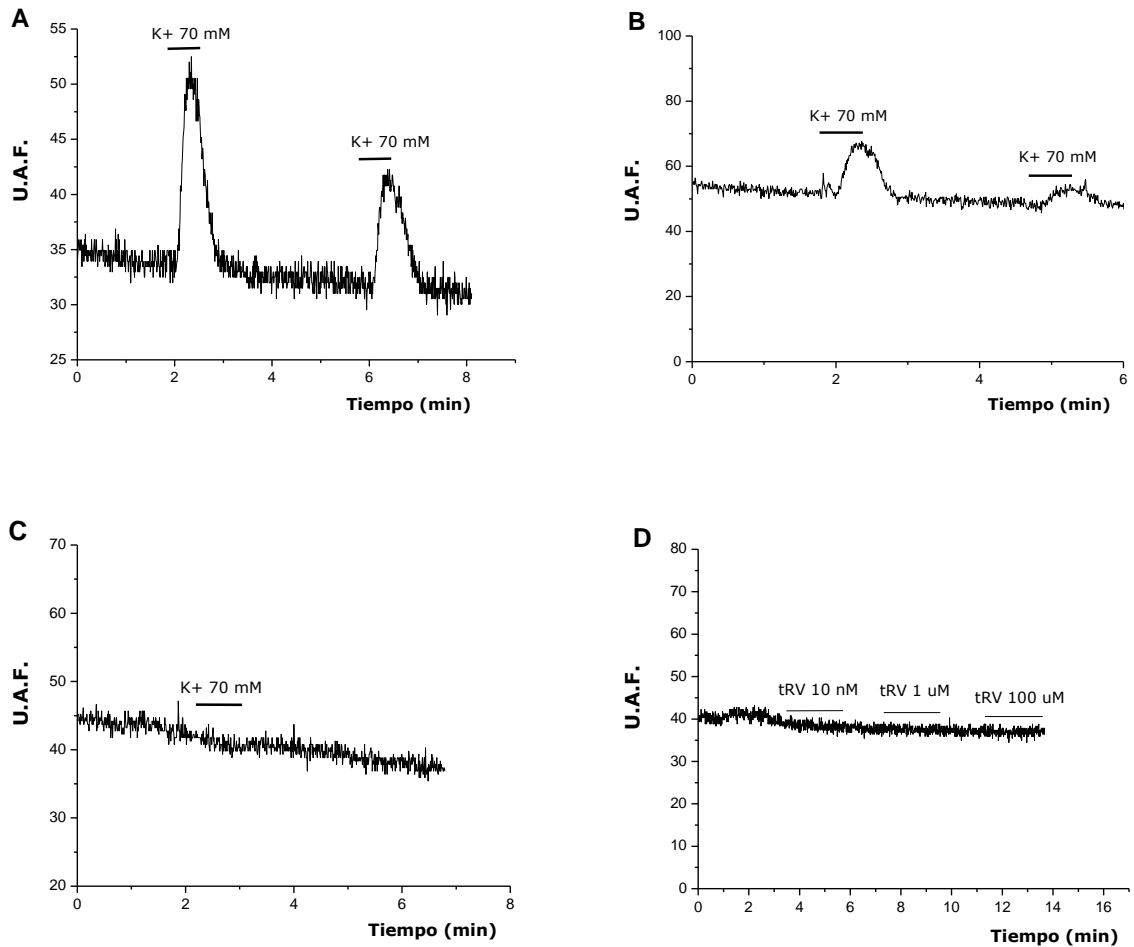 A
55
50
45
40
35
30
25
U.A.F.
K+ 70 mM
K+ 70 mM
0 2 4 6 8
Tiempo (min)
B
100
80
60
40
20
0
U.A.F.
K+ 70 mM
K+ 70 mM
0 2 4 6
Tiempo (min)
C
70
60
50
40
30
20
U.A.F.
K+ 70 mM
0 2 4 6 8
Tiempo (min)
D
80
70
60
50
40
30
20
10
0
U.A.F.
tRV 10 nM
tRV 1 uM
tRV 100 uM
0 2 4 6 8 10 12 14 16
Tiempo (min)